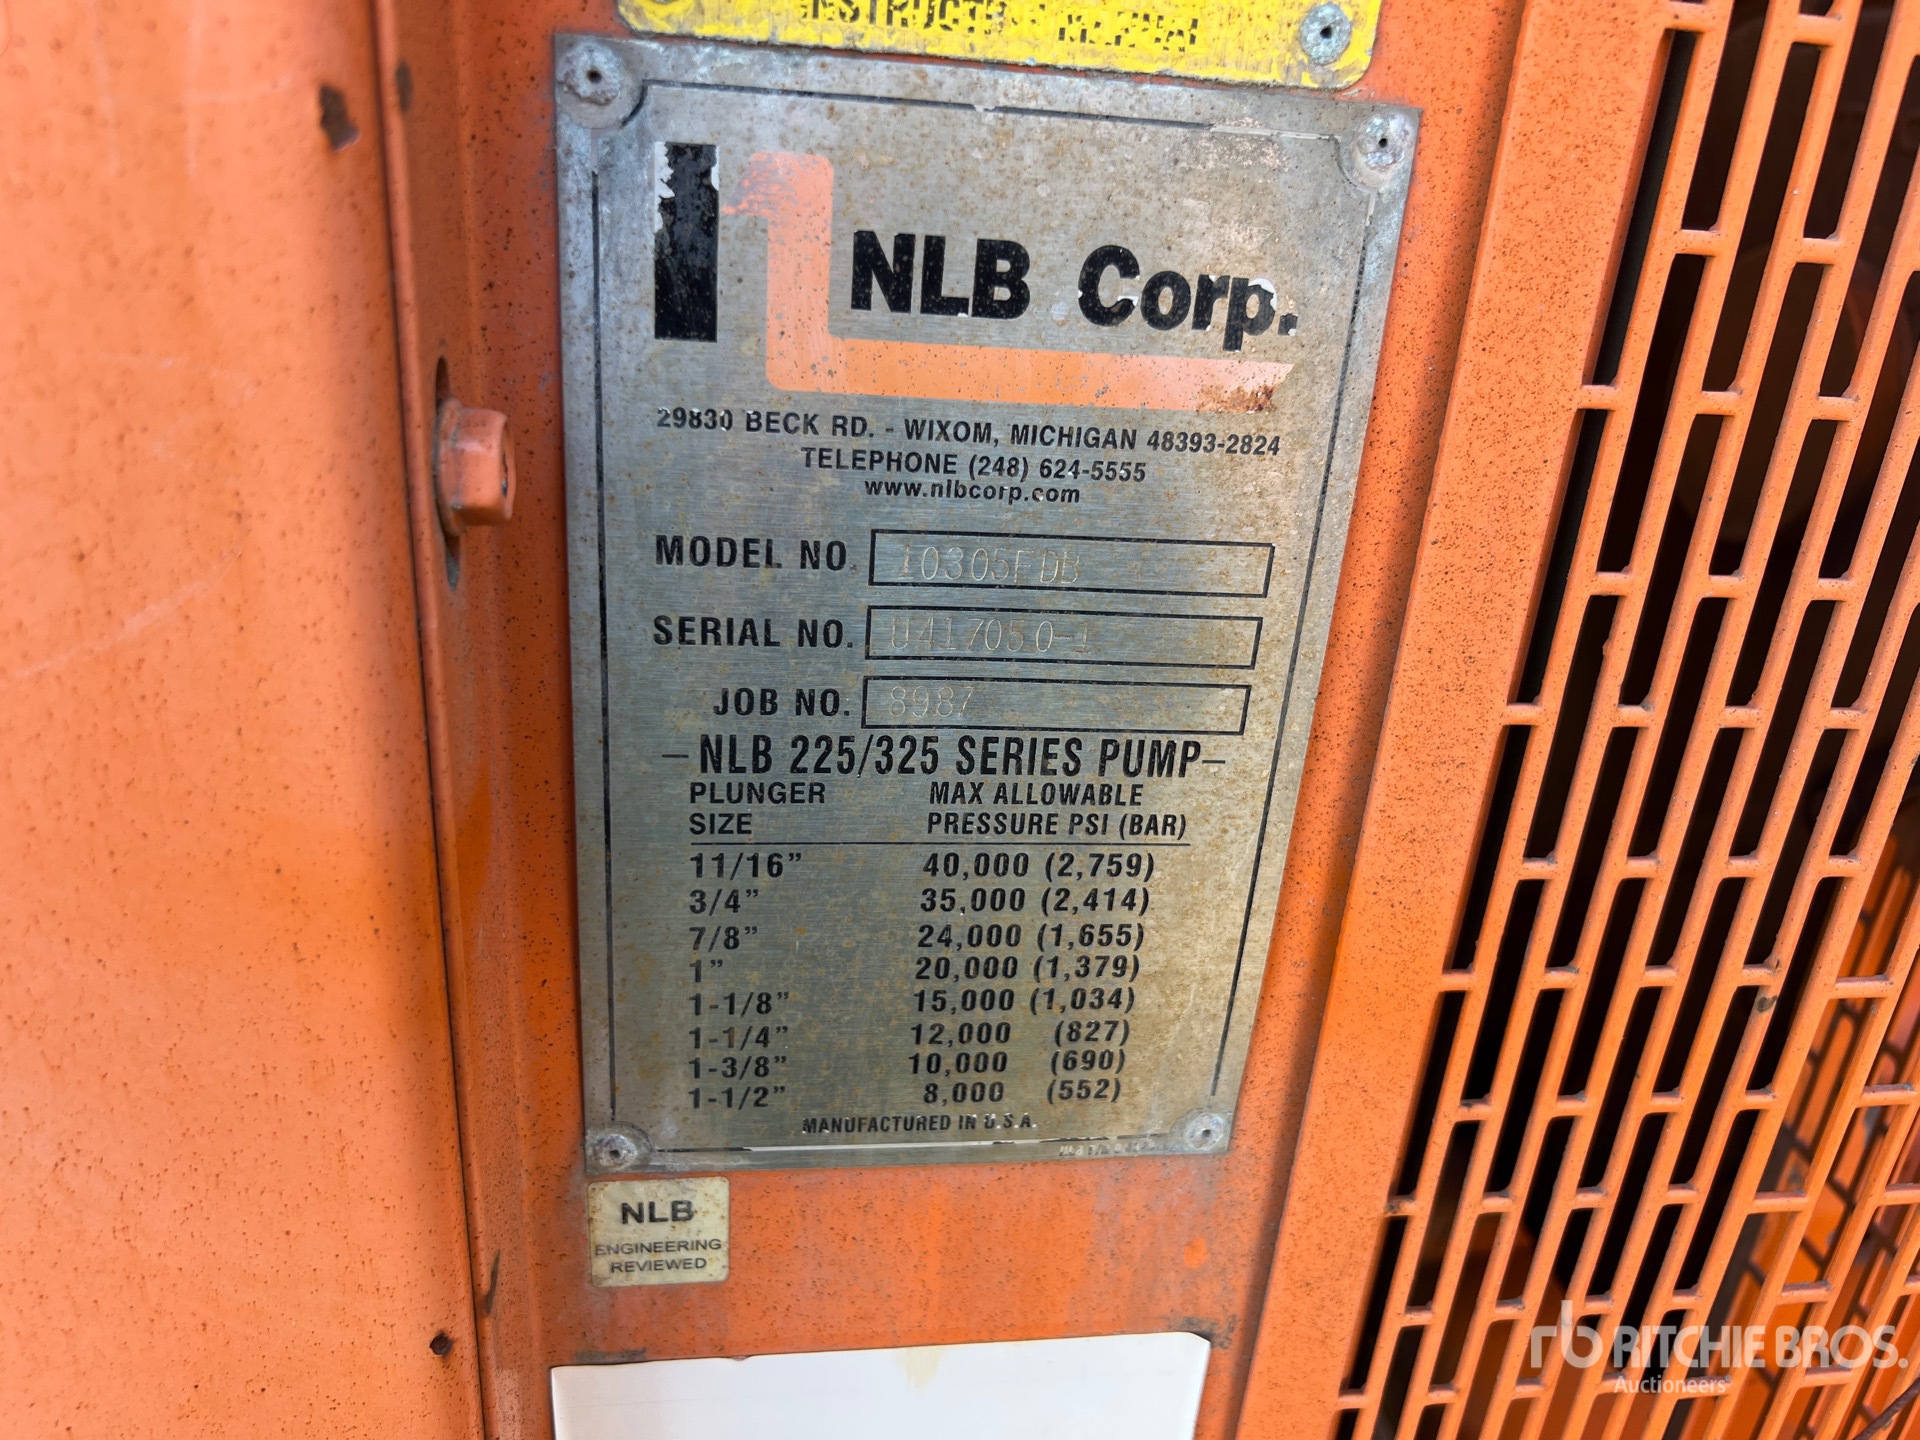 NLB Corp.
29830 BECK RD. - WIXOM, MICHIGAN 48393-2824
TELEPHONE (248) 624-5555
www.nlbcorp.com
MODEL NO. 10305FDB
SERIAL NO. U417050-1
JOB NO. 8987
-NLB 225/325 SERIES PUMP-
PLUNGER MAX ALLOWABLE
SIZE PRESSURE PSI (BAR)
11/16" 40,000 (2,759)
3/4" 35,000 (2,414)
7/8" 24,000 (1,655)
1" 20,000 (1,379)
1-1/8" 15,000 (1,034)
1-1/4" 12,000 (827)
1-3/8" 10,000 (690)
1-1/2" 8,000 (552)
MANUFACTURED IN U.S.A.
NLB
ENGINEERING
REVIEWED
rb RITCHIE BROS.
Auctioneers